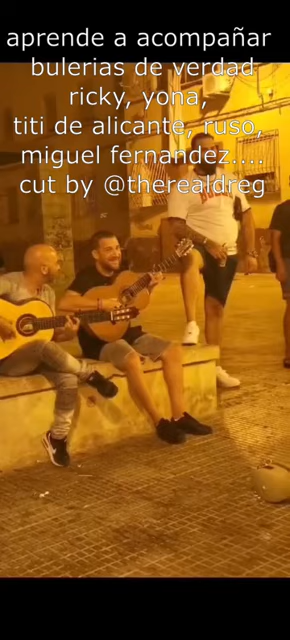 aprende a acompañar
bulerias de verdad
ricky, yona,
titi de alicante, ruso,
miguel fernandez....
cut by @therealdreg